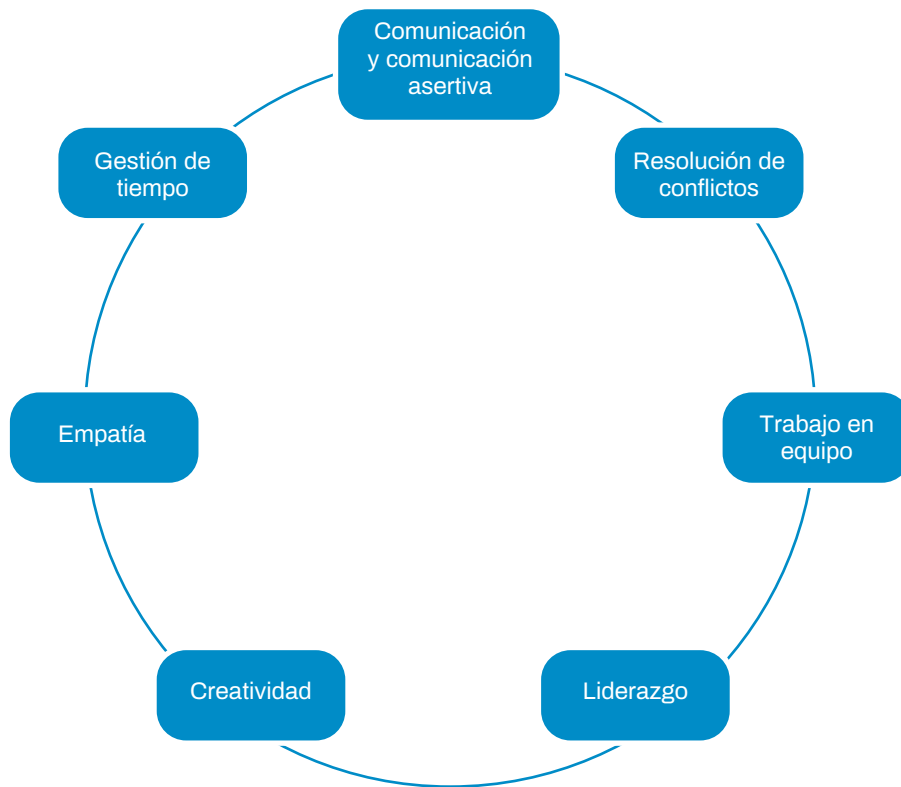 Comunicación
y comunicación
asertiva
Resolución de
conflictos
Trabajo en
equipo
Liderazgo
Creatividad
Empatía
Gestión de
tiempo